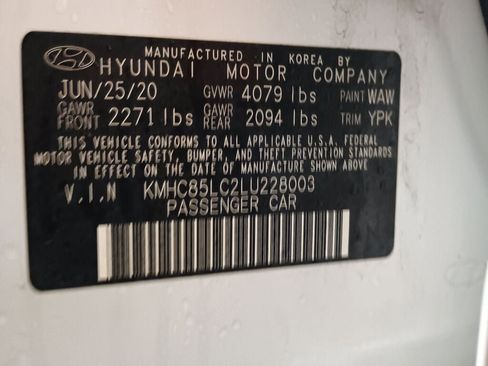 MANUFACTURED IN KOREA BY
HYUNDAI MOTOR COMPANY
JUN/25/20 GVWR 4079 lbs PAINT WAW
GAWR FRONT 2271 lbs GAWR REAR 2094 lbs TRIM YPK
THIS VEHICLE CONFORMS TO ALL APPLICABLE U.S.A. FEDERAL
MOTOR VEHICLE SAFETY, BUMPER, AND THEFT PREVENTION STANDARDS
IN EFFECT ON THE DATE OF MANUFACTURE SHOWN ABOVE.
V.I.N KMHC85LC2LU228003
PASSENGER CAR